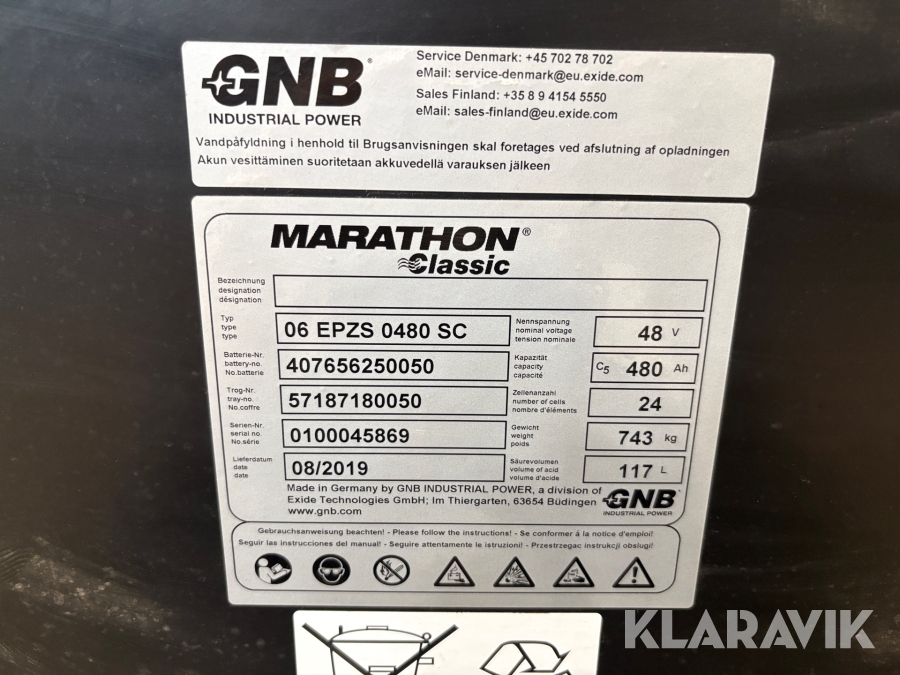 GNB®
INDUSTRIAL POWER
Service Denmark: +45 702 78 702
eMail: service-denmark@eu.exide.com
Sales Finland: +35 8 9 4154 5550
eMail: sales-finland@eu.exide.com
Vandpåfyldning i henhold til Brugsanvisningen skal foretages ved afslutning af opladningen
Akun vesittäminen suoritetaan akkuvedellä varauksen jälkeen
MARATHON®
Classic
Bezeichnung
designation
désignation
Typ
type
type
06 EPZS 0480 SC
Nennspannung
nominal voltage
tension nominale
48 V
Batterie-Nr.
battery-no.
No.batterie
407656250050
Kapazität
capacity
capacité
C5 480 Ah
Trog-Nr.
tray-no.
No.coffre
57187180050
Zellenanzahl
number of cells
nombre d'éléments
24
Serien-Nr.
serial no.
No.série
0100045869
Gewicht
weight
poids
743 kg
Lieferdatum
date
date
08/2019
Säurevolumen
volume of acid
volume d'acide
117 L
Made in Germany by GNB INDUSTRIAL POWER, a division of
Exide Technologies GmbH; Im Thiergarten, 63654 Büdingen
www.gnb.com
GNB®
INDUSTRIAL POWER
Gebrauchsanweisung beachten! - Please follow the instructions! - Se conformer à la notice d'emploi!
Seguir las instrucciones del manual! - Seguire attentamente le istruzioni! - Przestrzegac instrukcji obslugi!
KLARAVIK